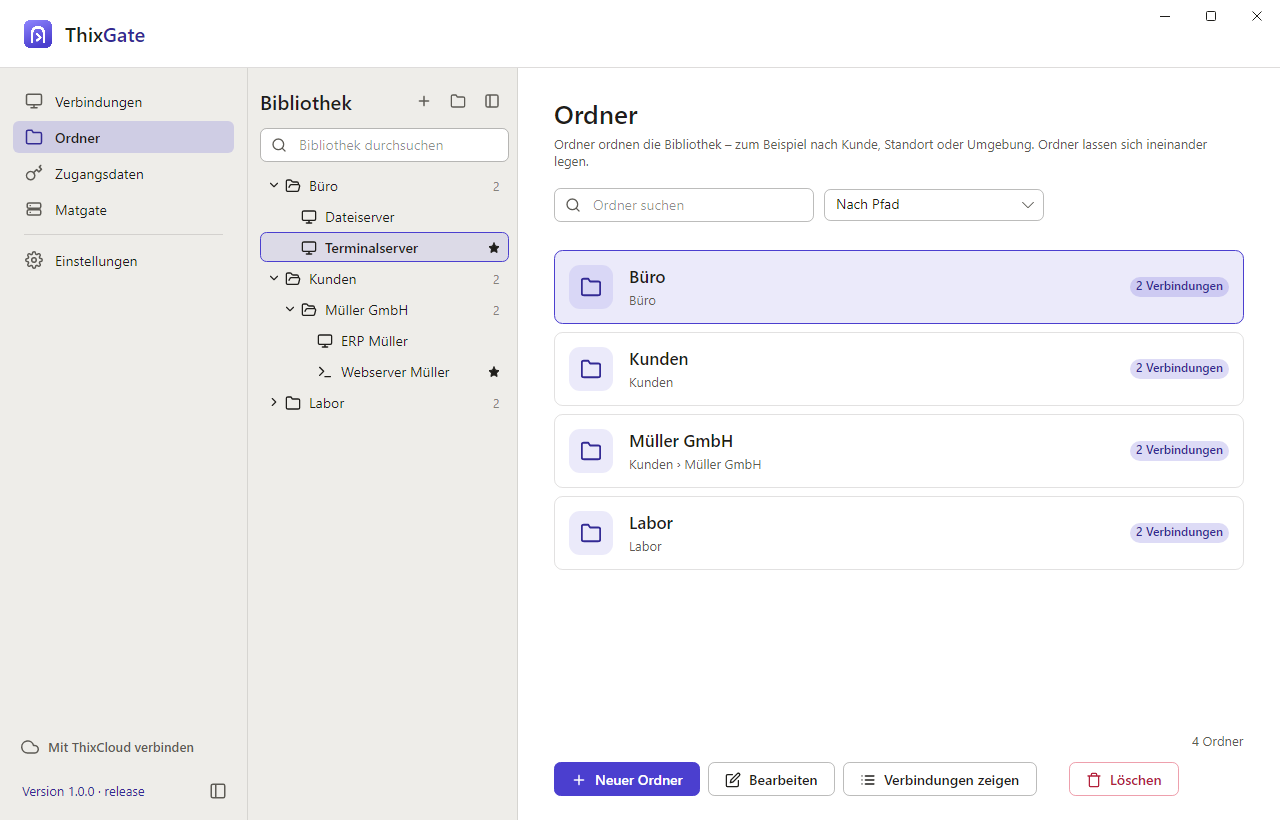 ThixGate
Verbindungen
Ordner
Zugangsdaten
Matgate
Einstellungen
Mit ThixCloud verbinden
Version 1.0.0 · release
Bibliothek
Bibliothek durchsuchen
Büro 2
Dateiserver
Terminalserver
Kunden 2
Müller GmbH 2
ERP Müller
Webserver Müller
Labor 2
Ordner
Ordner ordnen die Bibliothek – zum Beispiel nach Kunde, Standort oder Umgebung. Ordner lassen sich ineinander
legen.
Ordner suchen
Nach Pfad
Büro
Büro
2 Verbindungen
Kunden
Kunden
2 Verbindungen
Müller GmbH
Kunden › Müller GmbH
2 Verbindungen
Labor
Labor
2 Verbindungen
4 Ordner
Neuer Ordner
Bearbeiten
Verbindungen zeigen
Löschen